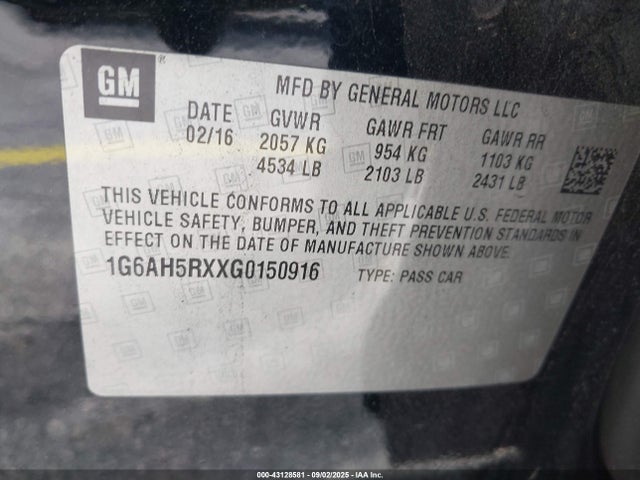 GM
MFD BY GENERAL MOTORS LLC
DATE GVWR GAWR FRT GAWR RR
02/16 2057 KG 954 KG 1103 KG
4534 LB 2103 LB 2431 LB
THIS VEHICLE CONFORMS TO ALL APPLICABLE U.S. FEDERAL MOTOR
VEHICLE SAFETY, BUMPER, AND THEFT PREVENTION STANDARDS IN
EFFECT ON THE DATE OF MANUFACTURE SHOWN ABOVE.
1G6AH5RXXG0150916 TYPE: PASS CAR
000-43128581 - 09/02/2025 - IAA Inc.